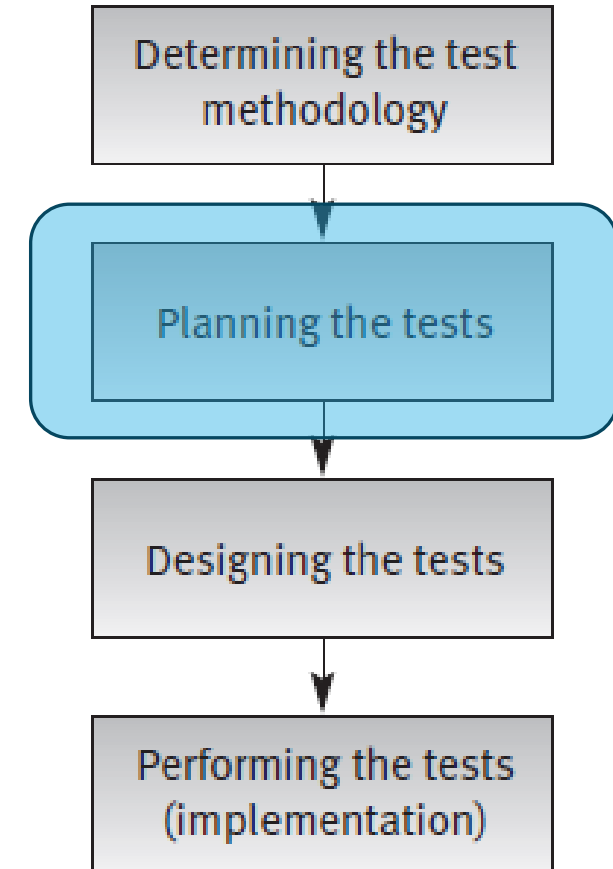 Determining the test
methodology
Planning the tests
Designing the tests
Performing the tests
(implementation)